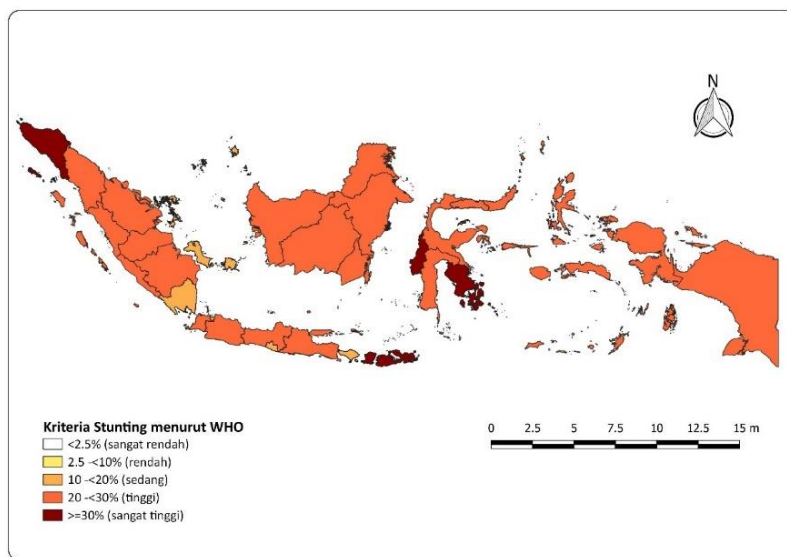 N
Kriteria Stunting menurut WHO
<2.5% (sangat rendah)
2.5 -<10% (rendah)
10 -<20% (sedang)
20 -<30% (tinggi)
>=30% (sangat tinggi)
0 2.5 5 7.5 10 12.5 15 m